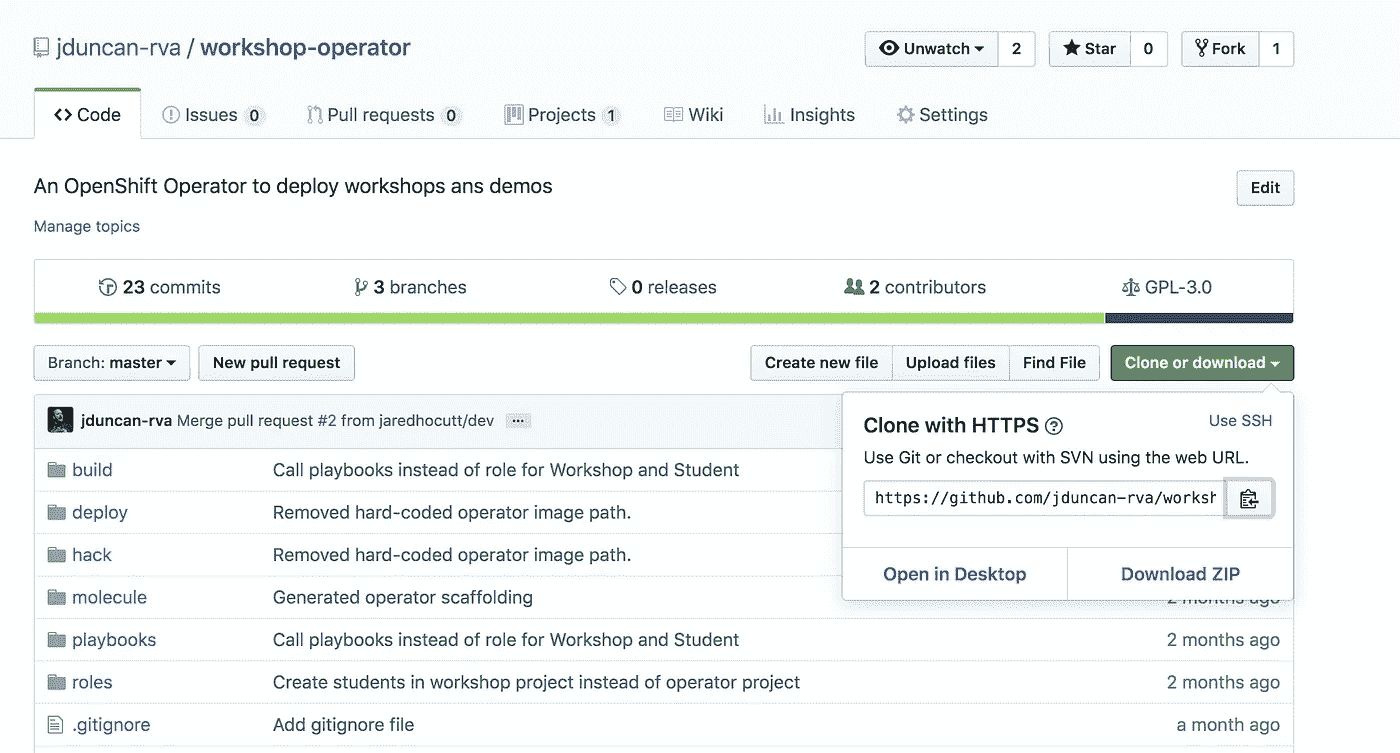 jduncan-rva / workshop-operator
Unwatch 2 Star 0 Fork 1
Code Issues 0 Pull requests 0 Projects 1 Wiki Insights Settings
An OpenShift Operator to deploy workshops ans demos
Edit
Manage topics
23 commits 3 branches 0 releases 2 contributors GPL-3.0
Branch: master New pull request Create new file Upload files Find File Clone or download
jduncan-rva Merge pull request #2 from jaredhocutt/dev ...
Clone with HTTPS ? Use SSH
Use Git or checkout with SVN using the web URL.
https://github.com/jduncan-rva/worksh
Open in Desktop Download ZIP
build Call playbooks instead of role for Workshop and Student
deploy Removed hard-coded operator image path.
hack Removed hard-coded operator image path.
molecule Generated operator scaffolding 2 months ago
playbooks Call playbooks instead of role for Workshop and Student 2 months ago
roles Create students in workshop project instead of operator project 2 months ago
.gitignore Add gitignore file a month ago